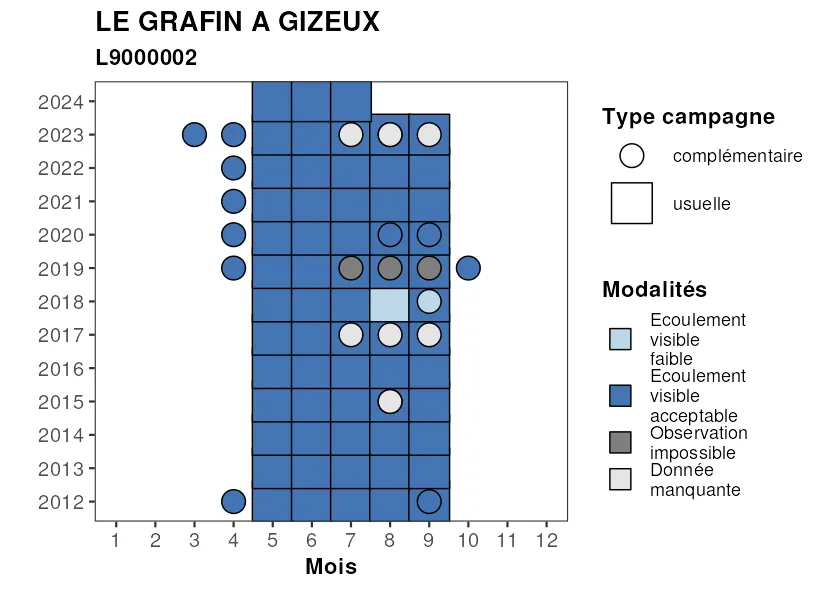 LE GRAFIN A GIZEUX
L9000002
2024
2023
2022
2021
2020
2019
2018
2017
2016
2015
2014
2013
2012
1 2 3 4 5 6 7 8 9 10 11 12
Mois
Type campagne
complémentaire
usuelle
Modalités
Ecoulement
visible
faible
Ecoulement
visible
acceptable
Observation
impossible
Donnée
manquante